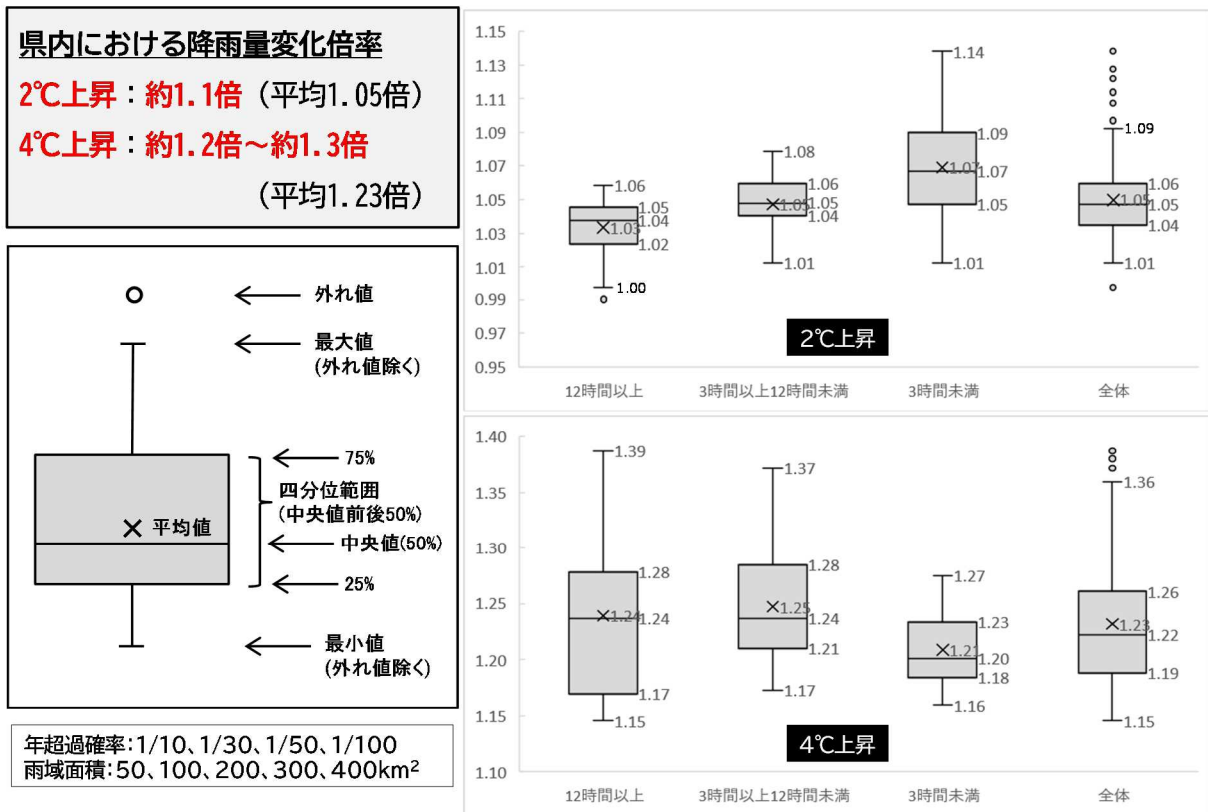 県内における降雨量変化倍率
2℃上昇：約1.1倍（平均1.05倍）
4℃上昇：約1.2倍～約1.3倍
（平均1.23倍）
外れ値
最大値
(外れ値除く)
75%
四分位範囲
(中央値前後50%)
平均値
中央値(50%)
25%
最小値
(外れ値除く)
年超過確率：1/10、1/30、1/50、1/100
雨域面積：50、100、200、300、400km²
1.15
1.13
1.11
1.09
1.07
1.05
1.03
1.01
0.99
0.97
0.95
1.06
1.05
1.04
1.03
1.02
1.00
1.08
1.06
1.05
1.05
1.04
1.01
1.14
1.09
1.07
1.07
1.05
1.01
1.09
1.06
1.05
1.05
1.04
1.01
2℃上昇
12時間以上
3時間以上12時間未満
3時間未満
全体
1.40
1.35
1.30
1.25
1.20
1.15
1.10
1.39
1.28
1.24
1.24
1.17
1.15
1.37
1.28
1.25
1.24
1.21
1.17
1.27
1.23
1.21
1.20
1.18
1.16
1.36
1.26
1.23
1.22
1.19
1.15
4℃上昇
12時間以上
3時間以上12時間未満
3時間未満
全体